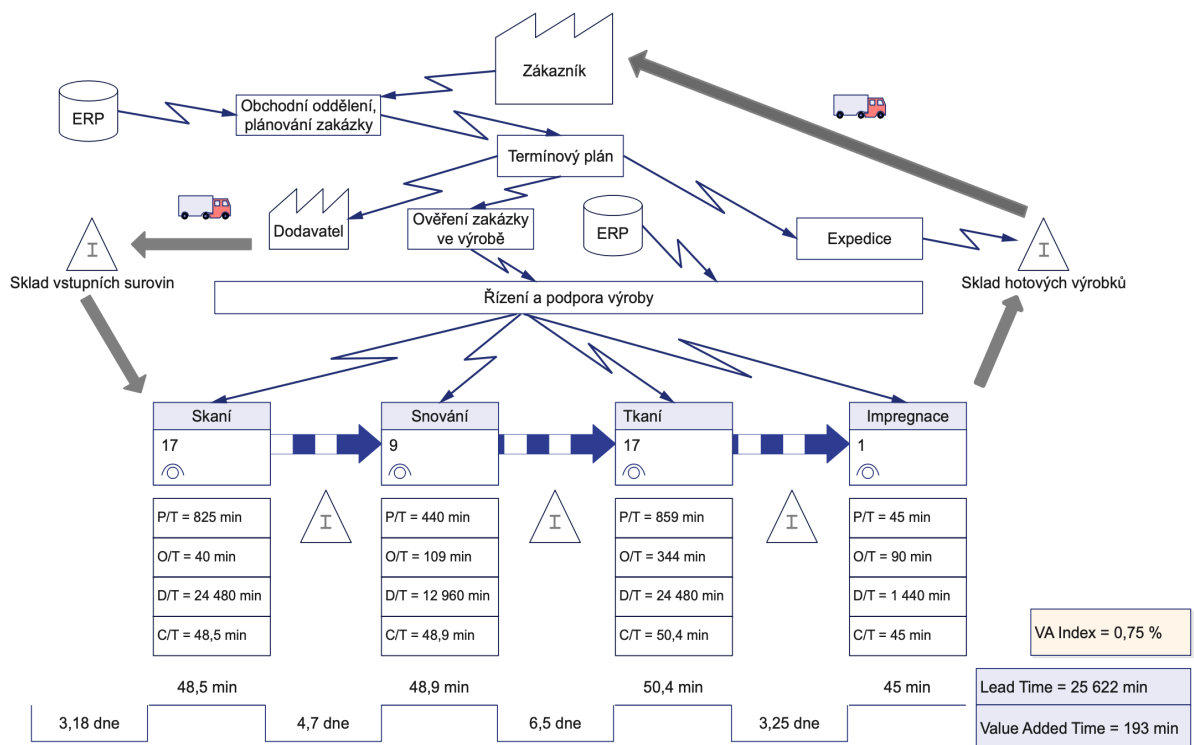 Zákazník
ERP
Obchodní oddělení,
plánování zakázky
Termínový plán
Dodavatel
Ověření zakázky
ve výrobě
ERP
Expedice
I
Sklad vstupních surovin
I
Sklad hotových výrobků
Řízení a podpora výroby
Skaní
17
Snování
9
Tkaní
17
Impregnace
1
I
I
I
P/T = 825 min
O/T = 40 min
D/T = 24 480 min
C/T = 48,5 min
P/T = 440 min
O/T = 109 min
D/T = 12 960 min
C/T = 48,9 min
P/T = 859 min
O/T = 344 min
D/T = 24 480 min
C/T = 50,4 min
P/T = 45 min
O/T = 90 min
D/T = 1 440 min
C/T = 45 min
VA Index = 0,75 %
48,5 min
48,9 min
50,4 min
45 min
Lead Time = 25 622 min
3,18 dne
4,7 dne
6,5 dne
3,25 dne
Value Added Time = 193 min